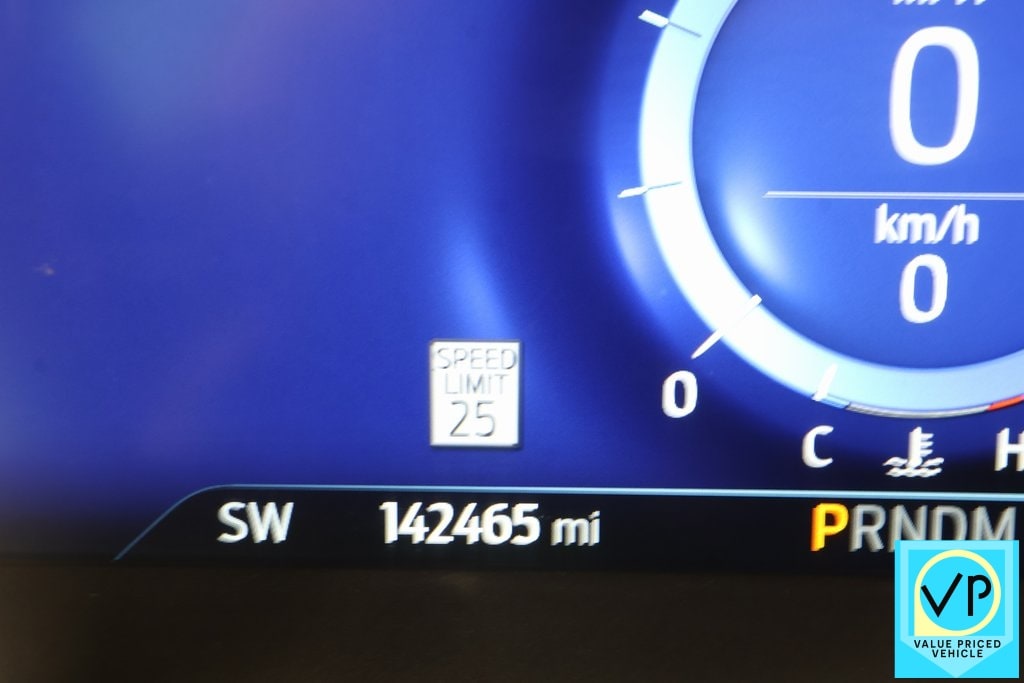 0
km/h
0
SPEED
LIMIT
25
0
C
H
SW 142465 mi PRNDM
VP
VALUE PRICED
VEHICLE